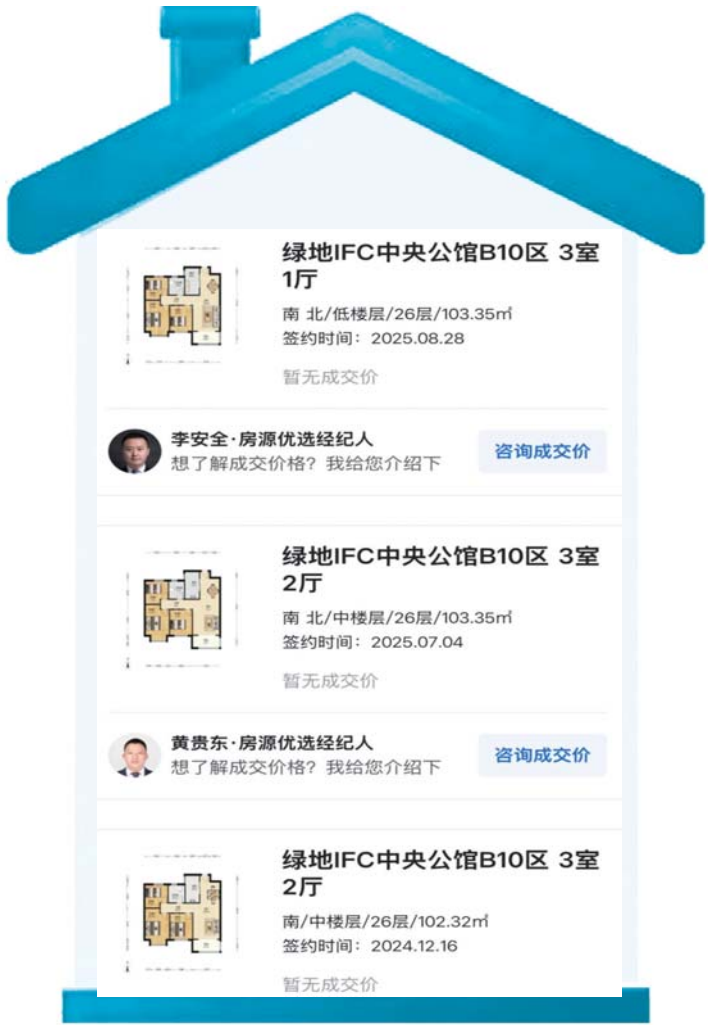 绿地IFC中央公馆B10区 3室
1厅
南 北/低楼层/26层/103.35㎡
签约时间：2025.08.28
暂无成交价
李安全·房源优选经纪人
想了解成交价格？我给您介绍下
咨询成交价
绿地IFC中央公馆B10区 3室
2厅
南 北/中楼层/26层/103.35㎡
签约时间：2025.07.04
暂无成交价
黄贵东·房源优选经纪人
想了解成交价格？我给您介绍下
咨询成交价
绿地IFC中央公馆B10区 3室
2厅
南/中楼层/26层/102.32㎡
签约时间：2024.12.16
暂无成交价